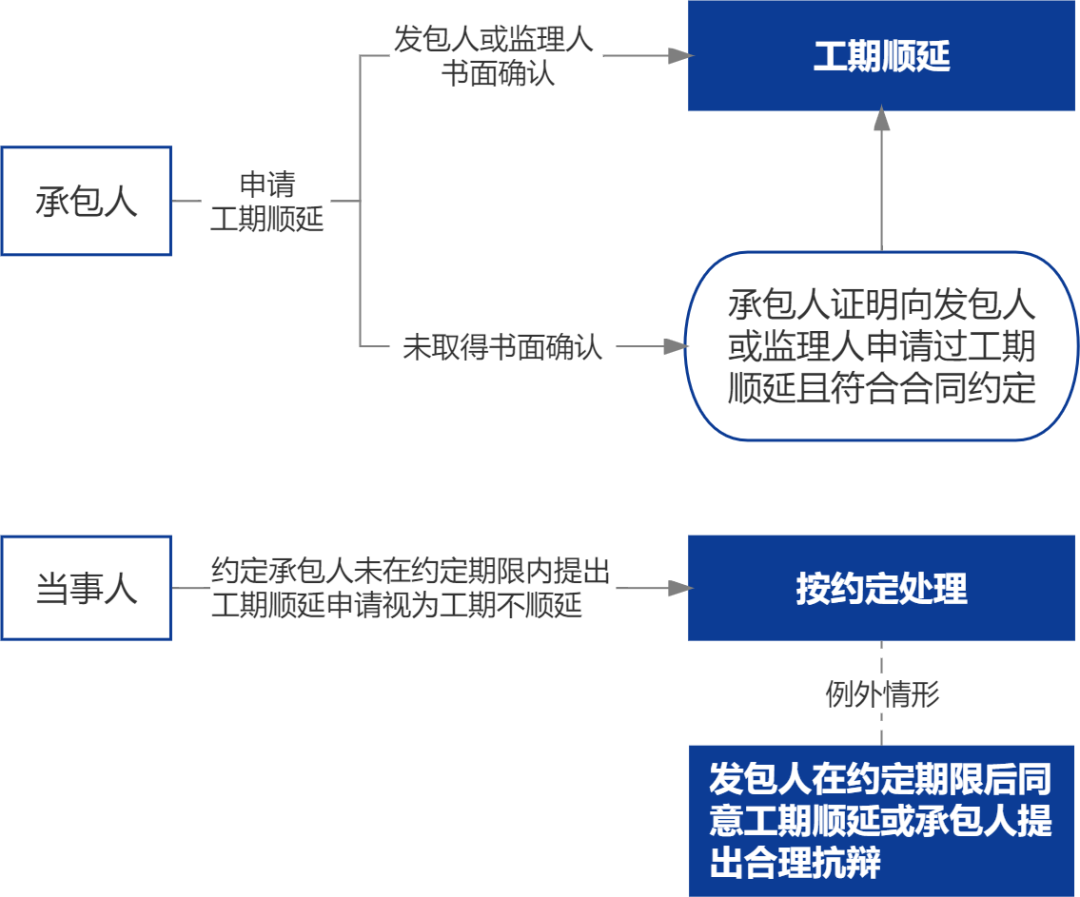 发包人或监理人
书面确认
工期顺延
承包人
申请
工期顺延
未取得书面确认
承包人证明向发包人
或监理人申请过工期
顺延且符合合同约定
当事人
约定承包人未在约定期限内提出
工期顺延申请视为工期不顺延
按约定处理
例外情形
发包人在约定期限后同
意工期顺延或承包人提
出合理抗辩